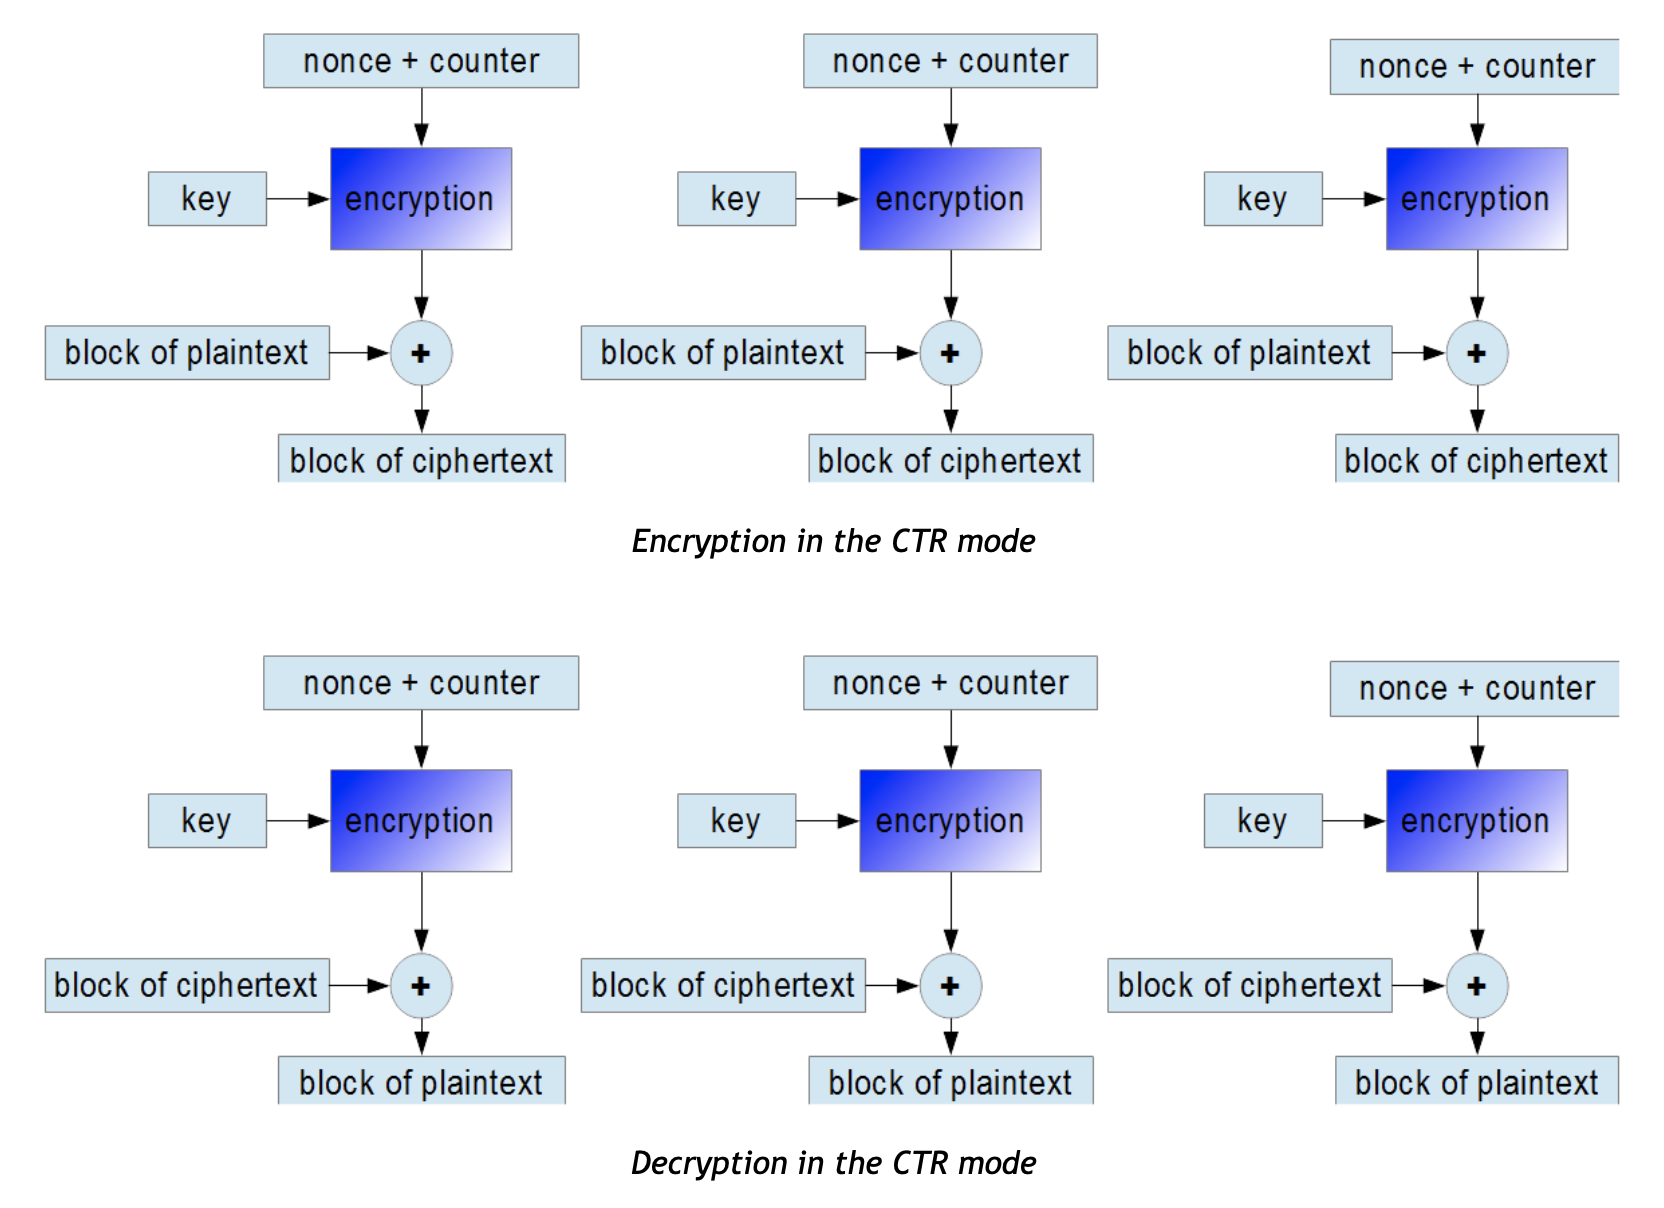 nonce + counter
nonce + counter
nonce + counter
key
encryption
key
encryption
key
encryption
block of plaintext
+
block of plaintext
+
block of plaintext
+
block of ciphertext
block of ciphertext
block of ciphertext
Encryption in the CTR mode
nonce + counter
nonce + counter
nonce + counter
key
encryption
key
encryption
key
encryption
block of ciphertext
+
block of ciphertext
+
block of ciphertext
+
block of plaintext
block of plaintext
block of plaintext
Decryption in the CTR mode